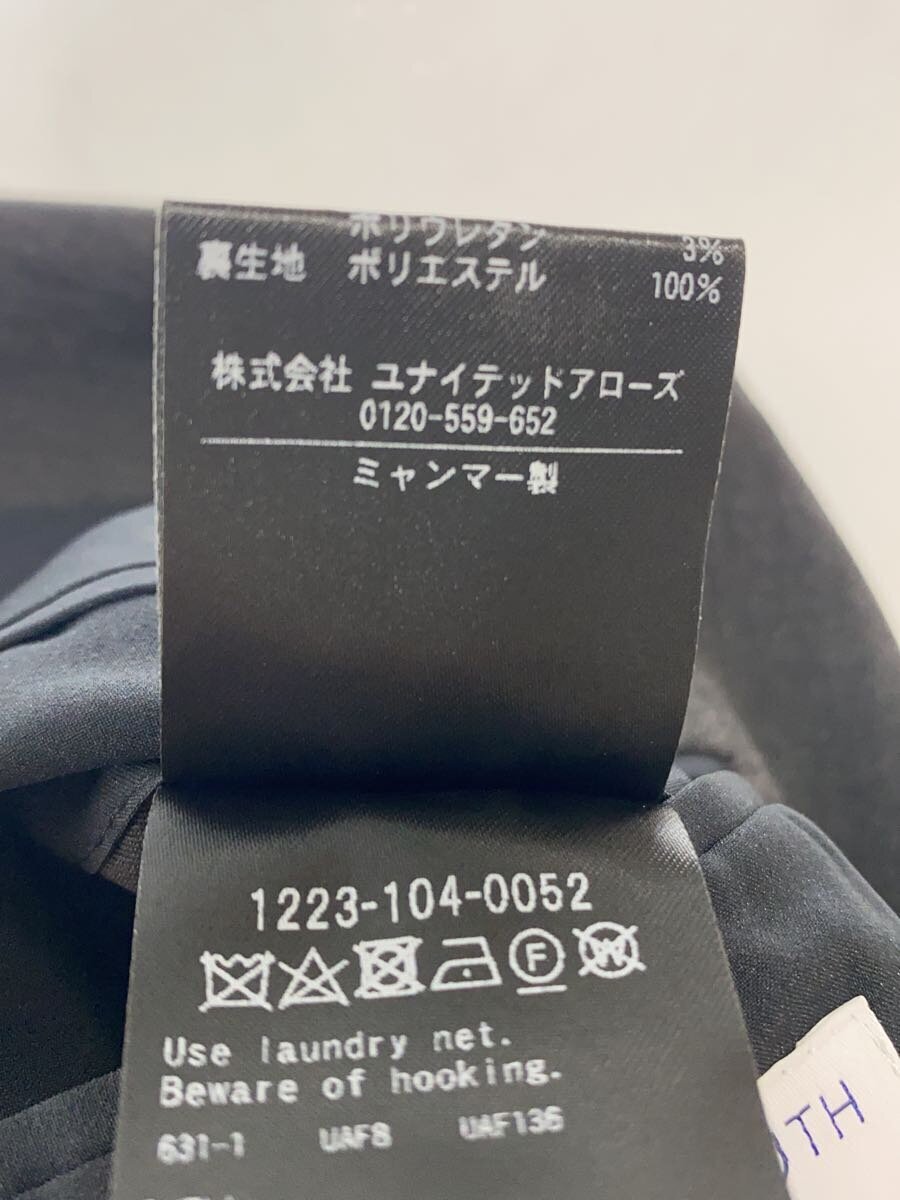 ポリウレタン 3%
裏生地 ポリエステル 100%
株式会社 ユナイテッドアローズ
0120-559-652
ミャンマー製
1223-104-0052
F W
Use laundry net.
Beware of hooking.
631-1 UAF8 UAF136
OTH